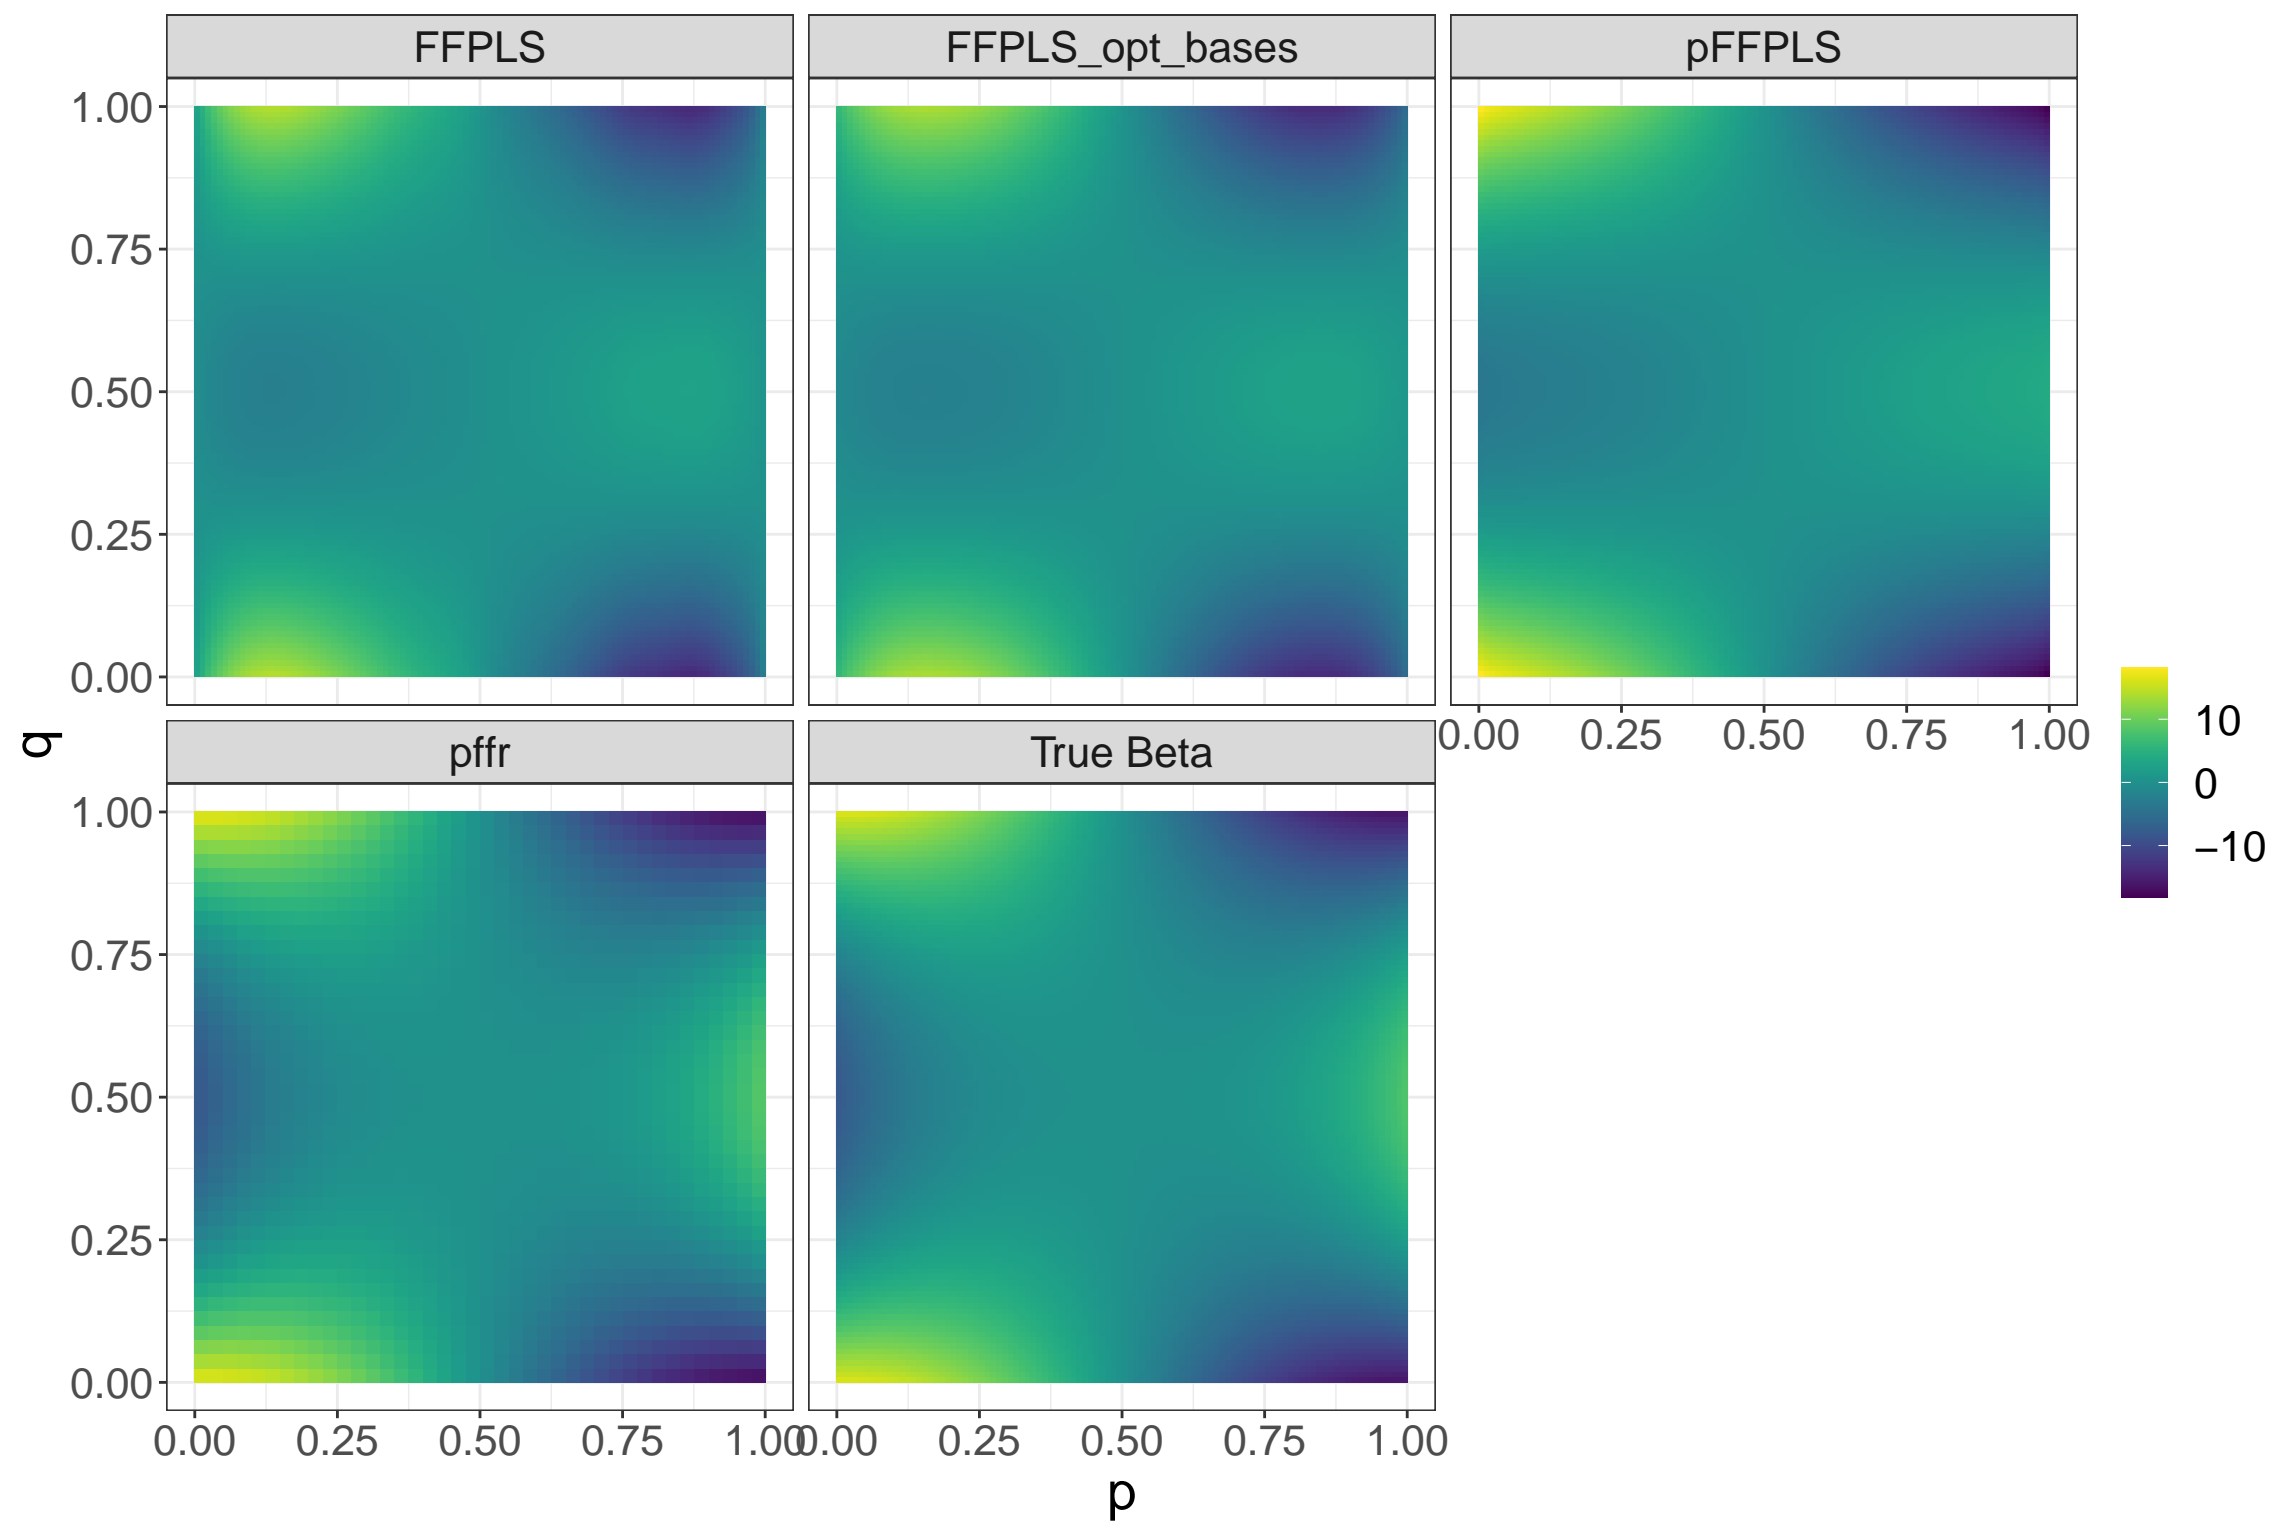 FFPLS FFPLS_opt_bases pFFPLS
1.00
0.75
0.50
0.25
0.00
0.00 0.25 0.50 0.75 1.00
10
0
−10
q
pffr True Beta
1.00
0.75
0.50
0.25
0.00
0.00 0.25 0.50 0.75 1.00 0.00 0.25 0.50 0.75 1.00
p